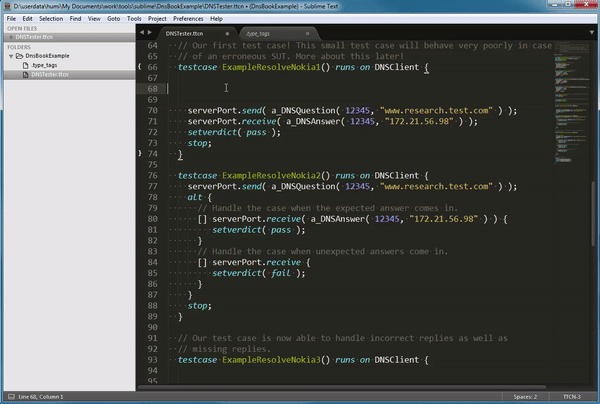 D:\userdata\humi\My Documents\work\tools\sublime\DnsBookExample\DNSTester.ttcn • (DnsBookExample) - Sublime Text
File Edit Selection Find View Goto Tools Project Preferences Help
OPEN FILES
DNSTester.ttcn
FOLDERS
DnsBookExample
.type_tags
DNSTester.ttcn
DNSTester.ttcn
.type_tags
64 // Our first test case! This small test case will behave very poorly in case
65 // of an erroneous SUT. More about this later!
66 testcase ExampleResolveNokia1() runs on DNSClient {
67
68
69
70 serverPort.send( a_DNSQuestion( 12345, "www.research.test.com" ) );
71 serverPort.receive( a_DNSAnswer( 12345, "172.21.56.98" ) );
72 setverdict( pass );
73 stop;
74 }
75
76 testcase ExampleResolveNokia2() runs on DNSClient {
77 serverPort.send( a_DNSQuestion( 12345, "www.research.test.com" ) );
78 alt {
79 // Handle the case when the expected answer comes in.
80 [] serverPort.receive( a_DNSAnswer( 12345, "172.21.56.98" ) ) {
81 setverdict( pass );
82 }
83 // Handle the case when unexpected answers come in.
84 [] serverPort.receive {
85 setverdict( fail );
86 }
87 }
88 stop;
89 }
90
91 // Our test case is now able to handle incorrect replies as well as
92 // missing replies.
93 testcase ExampleResolveNokia3() runs on DNSClient {
94
95
Line 68, Column 1
Spaces: 2
TTCN-3